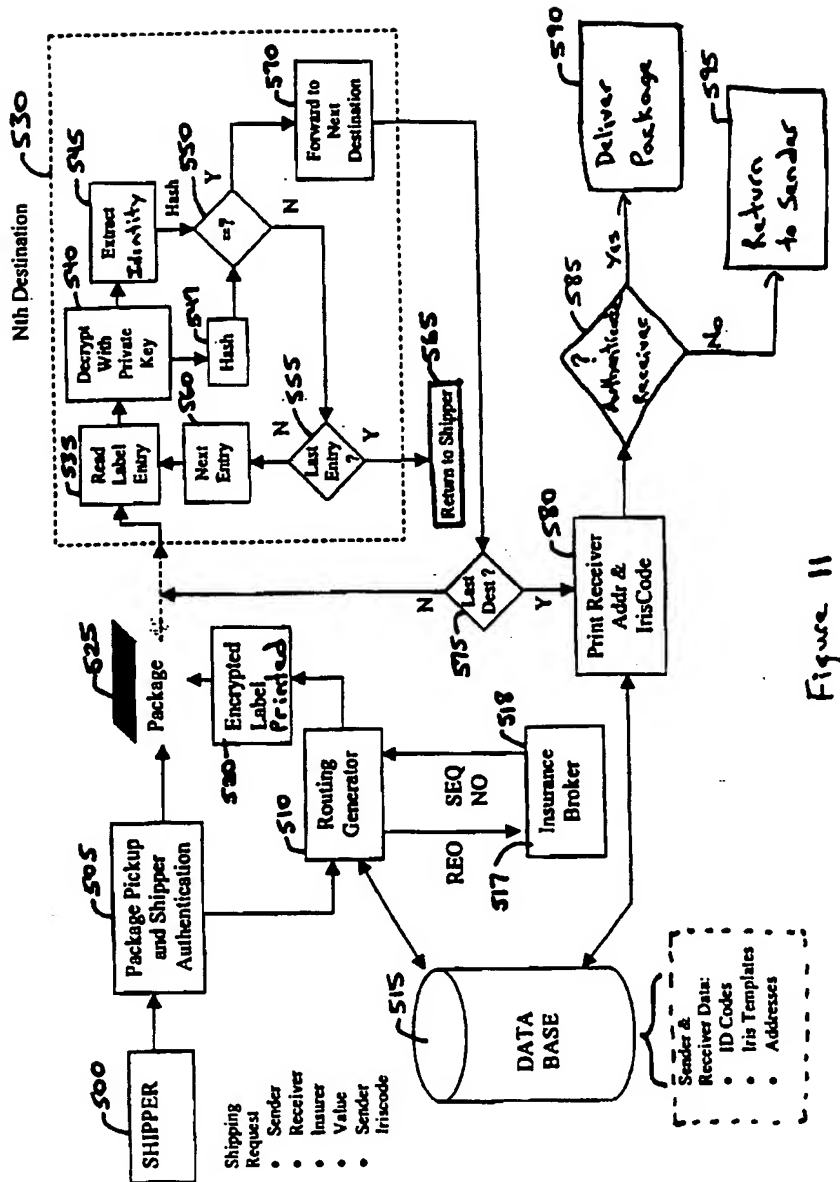 500
SHIPPER
Shipping
Request
• Sender
• Receiver
• Insurer
• Value
• Sender
Iriscode
505
Package Pickup
and Shipper
Authentication
525
Package
520
Encrypted
Label
Printed
510
Routing
Generator
REO
SEQ
NO
517
518
Insurance
Broker
515
DATA
BASE
Sender &
Receiver Data:
• ID Codes
• Iris Templates
• Addresses
Nth Destination
530
535
Read
Label
Entry
540
Decrypt
With
Private
Key
545
Extract
Identity
Hash
547
Hash
550
=?
Y
N
560
Next
Entry
555
Last
Entry
?
N
Y
565
Return to Shipper
570
Forward to
Next
Destination
575
Last
Dest ?
N
Y
580
Print Receiver
Addr &
IrisCode
585
?
Authenticate
Receiver
Yes
No
590
Deliver
Package
595
Return
to Sender
Figure 11